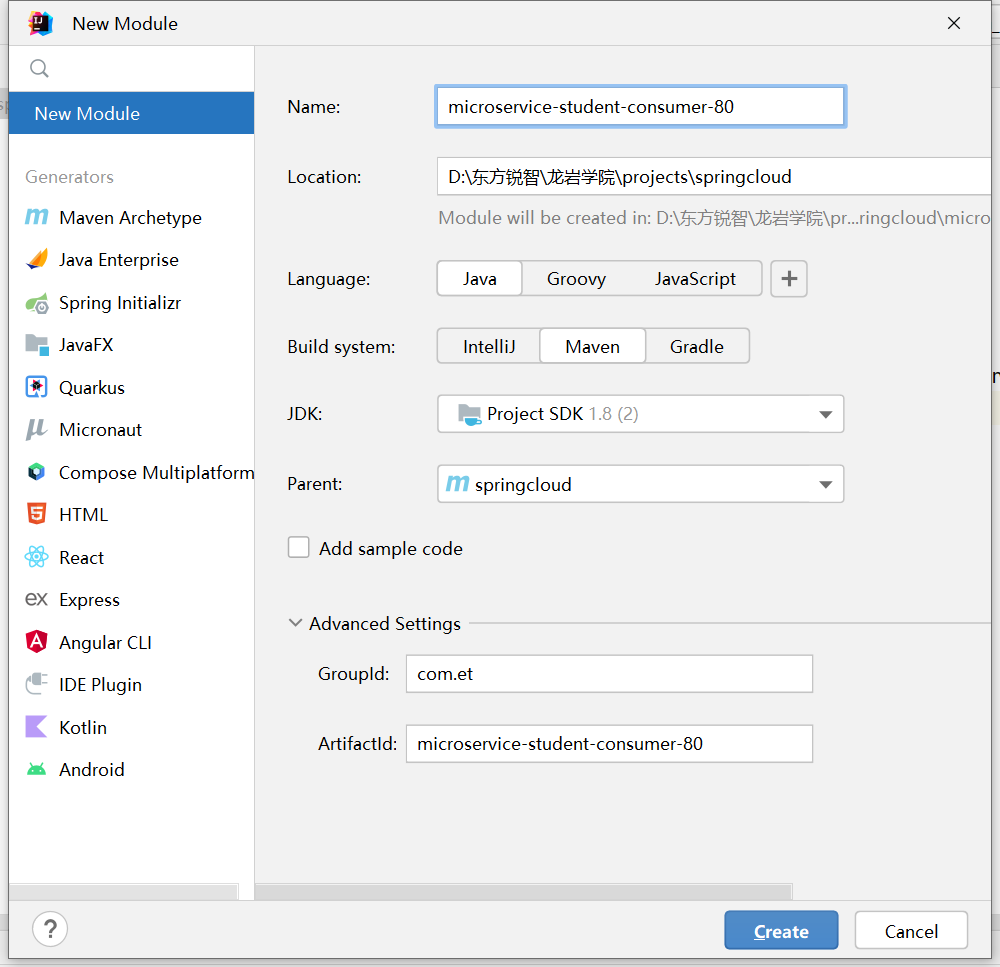 New Module
New Module
Generators
Maven Archetype
Java Enterprise
Spring Initializr
JavaFX
Quarkus
Micronaut
Compose Multiplatform
HTML
React
Express
Angular CLI
IDE Plugin
Kotlin
Android
Name: microservice-student-consumer-80
Location: D:\东方锐智\龙岩学院\projects\springcloud
Module will be created in: D:\东方锐智\龙岩学院\pr...ringcloud\micro
Language: Java Groovy JavaScript +
Build system: IntelliJ Maven Gradle
JDK: Project SDK 1.8 (2)
Parent: springcloud
Add sample code
Advanced Settings
GroupId: com.et
ArtifactId: microservice-student-consumer-80
? Create Cancel